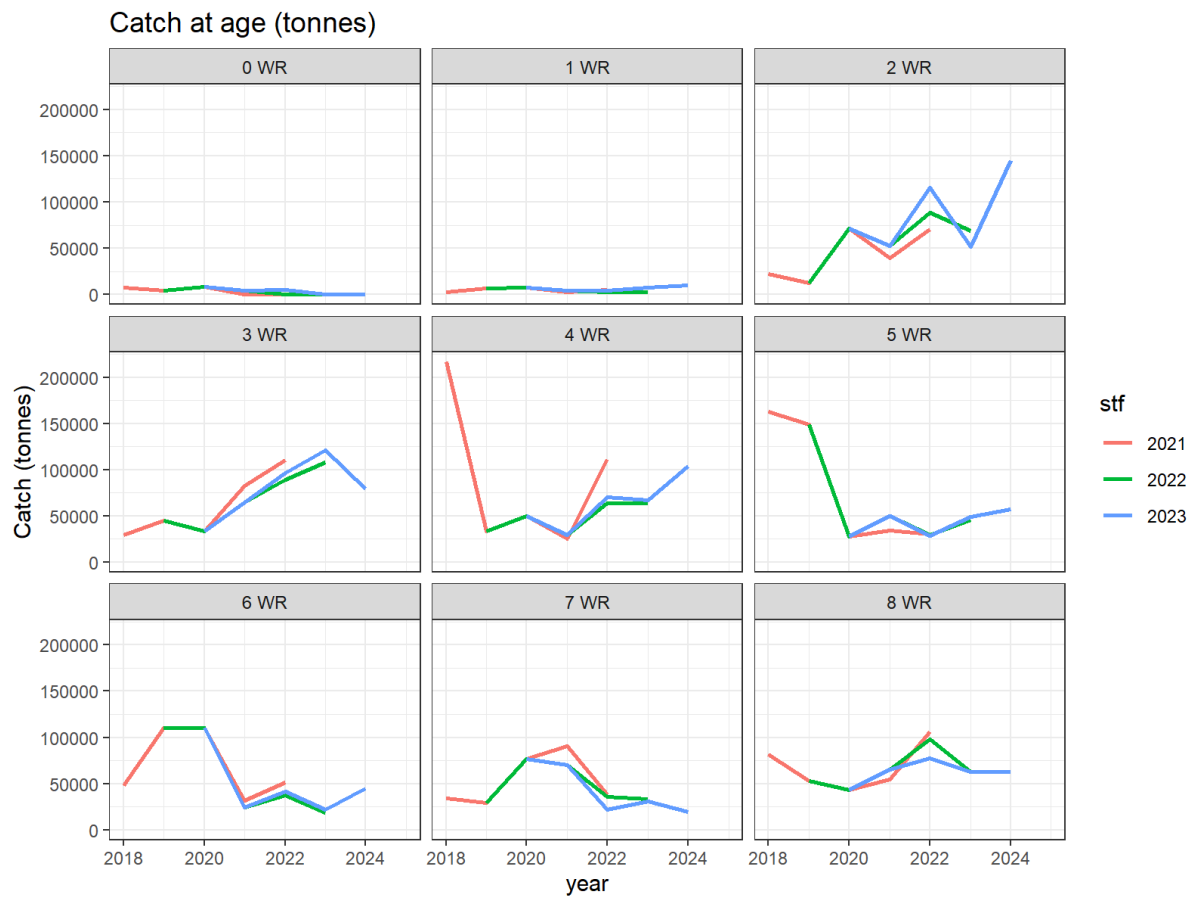 Catch at age (tonnes)
0 WR
1 WR
2 WR
200000
150000
100000
50000
0
3 WR
4 WR
5 WR
200000
150000
100000
50000
0
6 WR
7 WR
8 WR
200000
150000
100000
50000
0
2018 2020 2022 2024
2018 2020 2022 2024
2018 2020 2022 2024
year
Catch (tonnes)
stf
2021
2022
2023